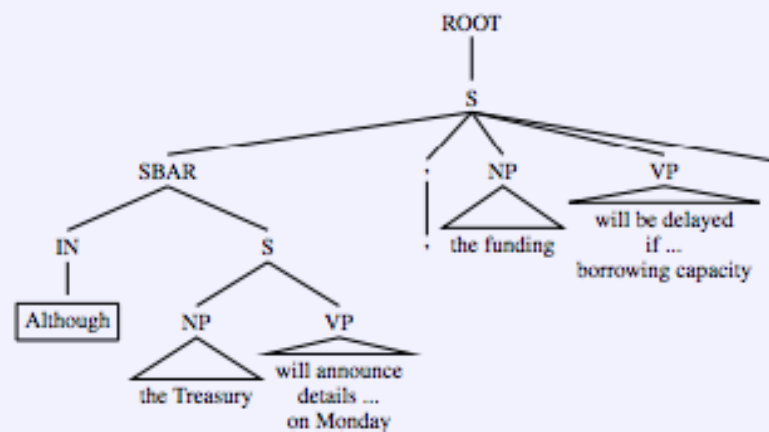 ROOT
S
SBAR , NP VP
the funding
will be delayed
if ...
borrowing capacity
IN S ,
Although
NP VP
the Treasury
will announce
details ...
on Monday